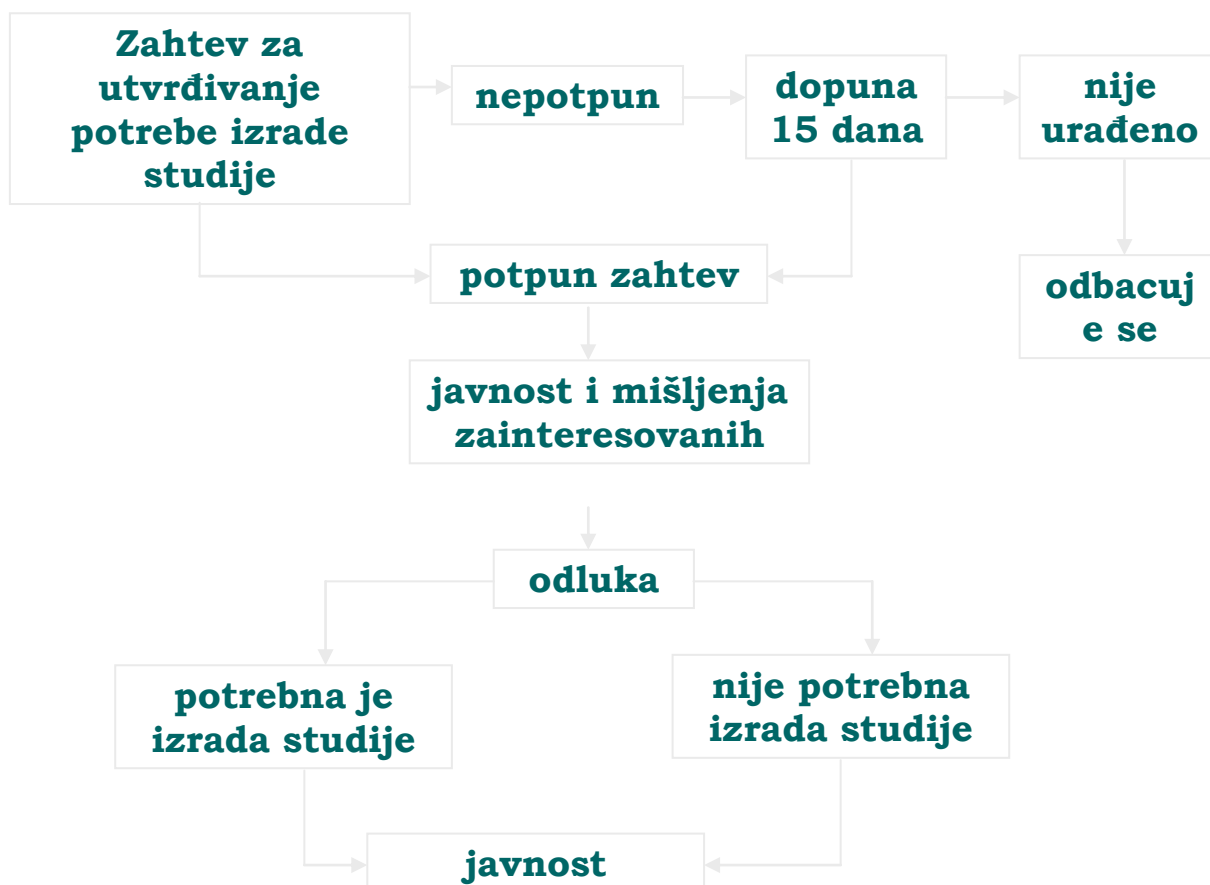 Zahtev za
utvrđivanje
potrebe izrade
studije
nepotpun
dopuna
15 dana
nije
urađeno
potpun zahtev
odbacuj
e se
javnost i mišljenja
zainteresovanih
odluka
potrebna je
izrada studije
nije potrebna
izrada studije
javnost